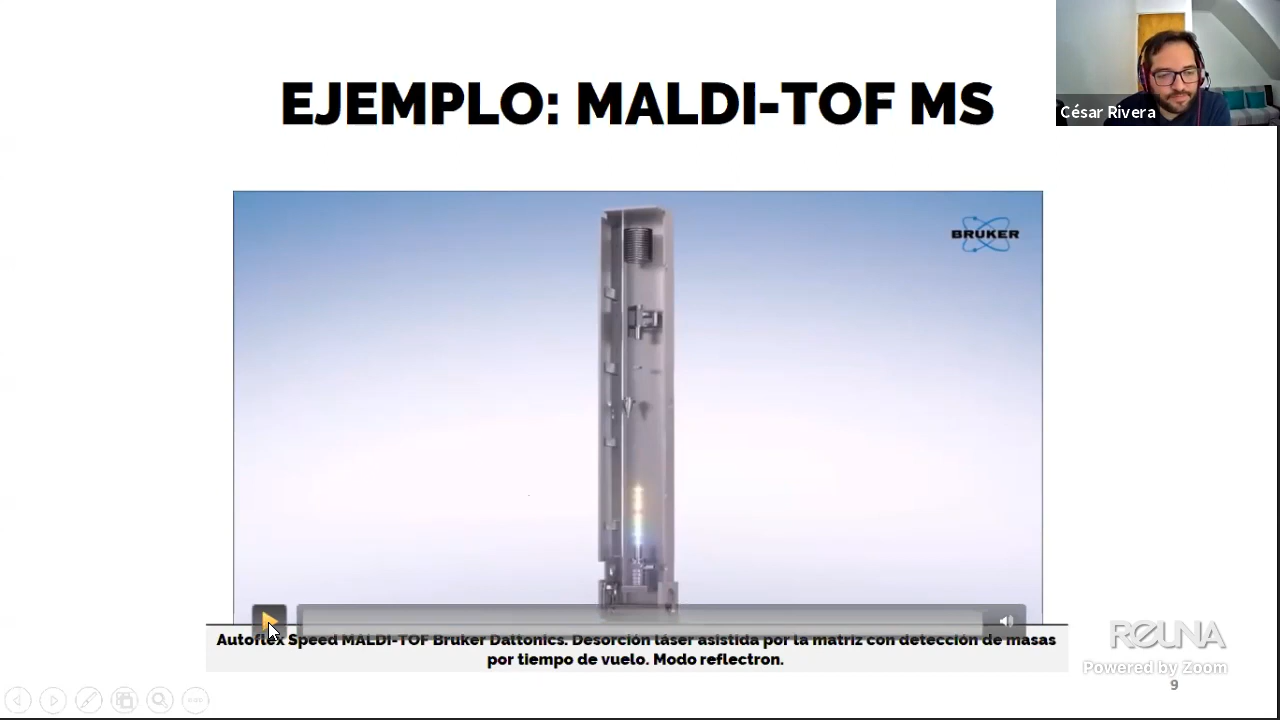 EJEMPLO: MALDI-TOF MS
César Rivera
BRUKER
Autoflex Speed MALDI-TOF Bruker Daltonics. Desorción láser asistida por la matriz con detección de masas
por tiempo de vuelo. Modo reflectron.
REUNA
Powered by Zoom
9